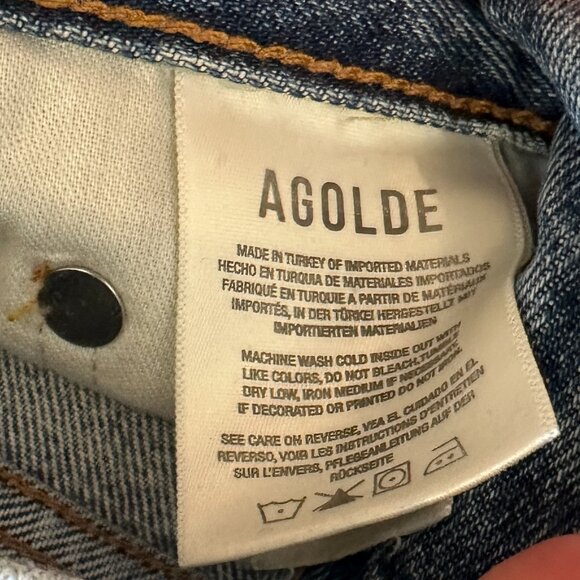 AGOLDE
MADE IN TURKEY OF IMPORTED MATERIALS
HECHO EN TURQUIA DE MATERIALES IMPORTADOS
FABRIQUÉ EN TURQUIE A PARTIR DE MATÉRIAUX
IMPORTÉS, IN DER TÜRKEI HERGESTELLT MIT
IMPORTIERTEN MATERIALIEN
MACHINE WASH COLD INSIDE OUT WITH
LIKE COLORS, DO NOT BLEACH, TUMBLE
DRY LOW, IRON MEDIUM IF NECESSARY,
IF DECORATED OR PRINTED DO NOT IRON.
SEE CARE ON REVERSE, VEA EL CUIDADO EN EL
REVERSO, VOIR LES INSTRUCTIONS D'ENTRETIEN
SUR L'ENVERS, PFLEGEANLEITUNG AUF DER
RÜCKSEITE